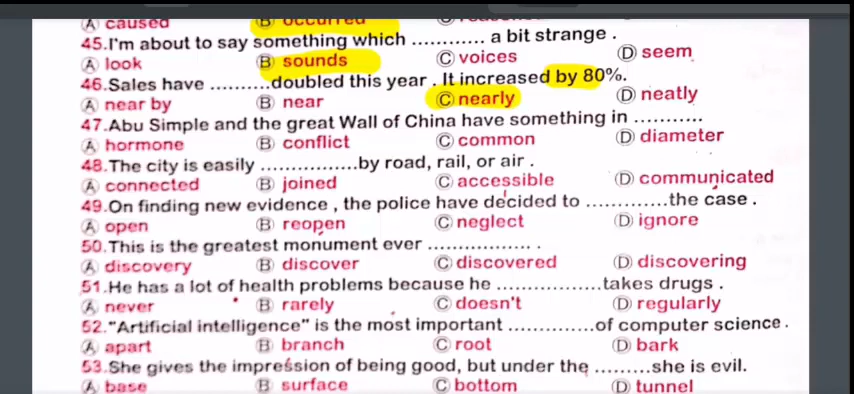 Ⓐ caused Ⓑ occurred
45.I'm about to say something which ............ a bit strange .
Ⓐ look Ⓑ sounds Ⓒ voices Ⓓ seem
46.Sales have ..........doubled this year . It increased by 80%.
Ⓐ near by Ⓑ near Ⓒ nearly Ⓓ neatly
47.Abu Simple and the great Wall of China have something in ...........
Ⓐ hormone Ⓑ conflict Ⓒ common Ⓓ diameter
48.The city is easily ................by road, rail, or air .
Ⓐ connected Ⓑ joined Ⓒ accessible Ⓓ communicated
49.On finding new evidence , the police have decided to .............the case .
Ⓐ open Ⓑ reopen Ⓒ neglect Ⓓ ignore
50.This is the greatest monument ever ................. .
Ⓐ discovery Ⓑ discover Ⓒ discovered Ⓓ discovering
51.He has a lot of health problems because he .................takes drugs .
Ⓐ never Ⓑ rarely Ⓒ doesn't Ⓓ regularly
52."Artificial intelligence" is the most important ..............of computer science.
Ⓐ apart Ⓑ branch Ⓒ root Ⓓ bark
53.She gives the impression of being good, but under the .........she is evil.
Ⓐ base Ⓑ surface Ⓒ bottom Ⓓ tunnel